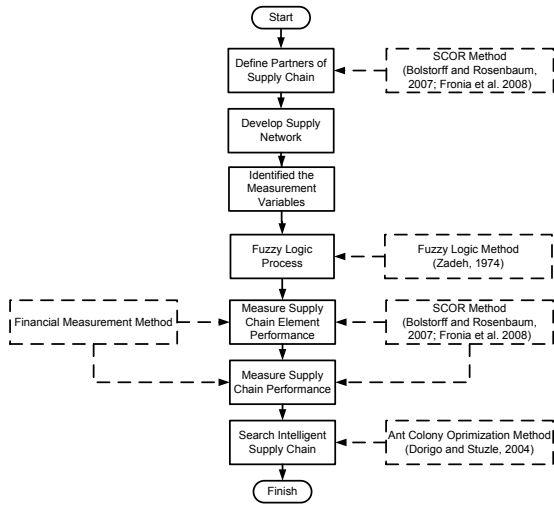 Start
Define Partners of
Supply Chain
SCOR Method
(Bolstorff and Rosenbaum,
2007; Fronia et al. 2008)
Develop Supply
Network
Identified the
Measurement
Variables
Fuzzy Logic
Process
Fuzzy Logic Method
(Zadeh, 1974)
Financial Measurement Method
Measure Supply
Chain Element
Performance
SCOR Method
(Bolstorff and Rosenbaum,
2007; Fronia et al. 2008)
Measure Supply
Chain Performance
Search Intelligent
Supply Chain
Ant Colony Oprimization Method
(Dorigo and Stuzle, 2004)
Finish